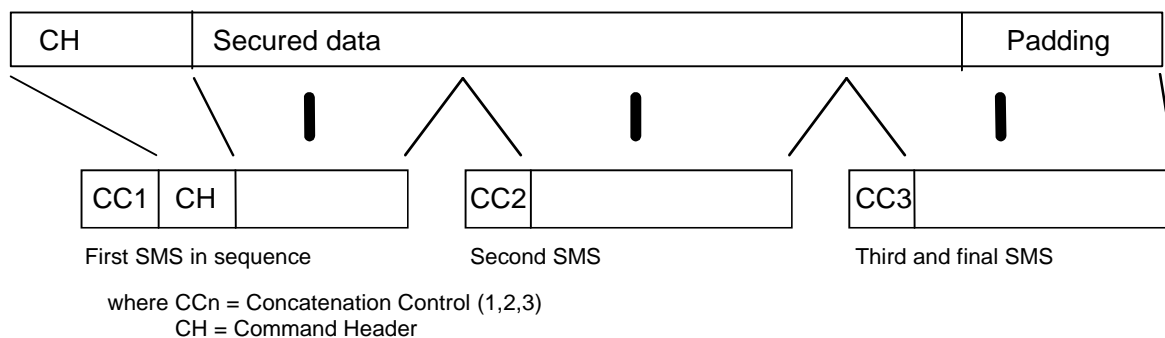 CH Secured data Padding
CC1 CH CC2 CC3
First SMS in sequence Second SMS Third and final SMS
where CCn = Concatenation Control (1,2,3)
CH = Command Header